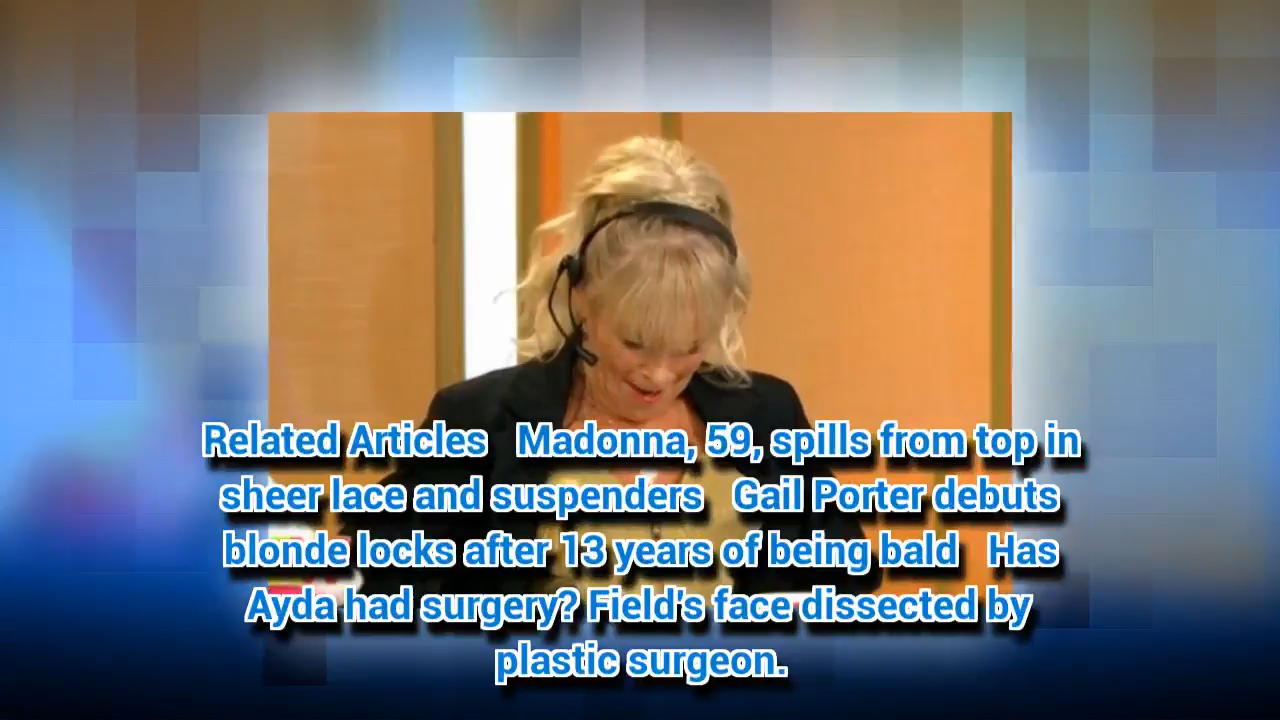 Related Articles Madonna, 59, spills from top in
sheer lace and suspenders Gail Porter debuts
blonde locks after 13 years of being bald Has
Ayda had surgery? Field's face dissected by
plastic surgeon.